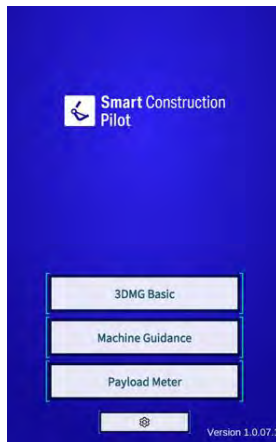 Smart Construction
Pilot
3DMG Basic
Machine Guidance
Payload Meter
Version 1.0.07.